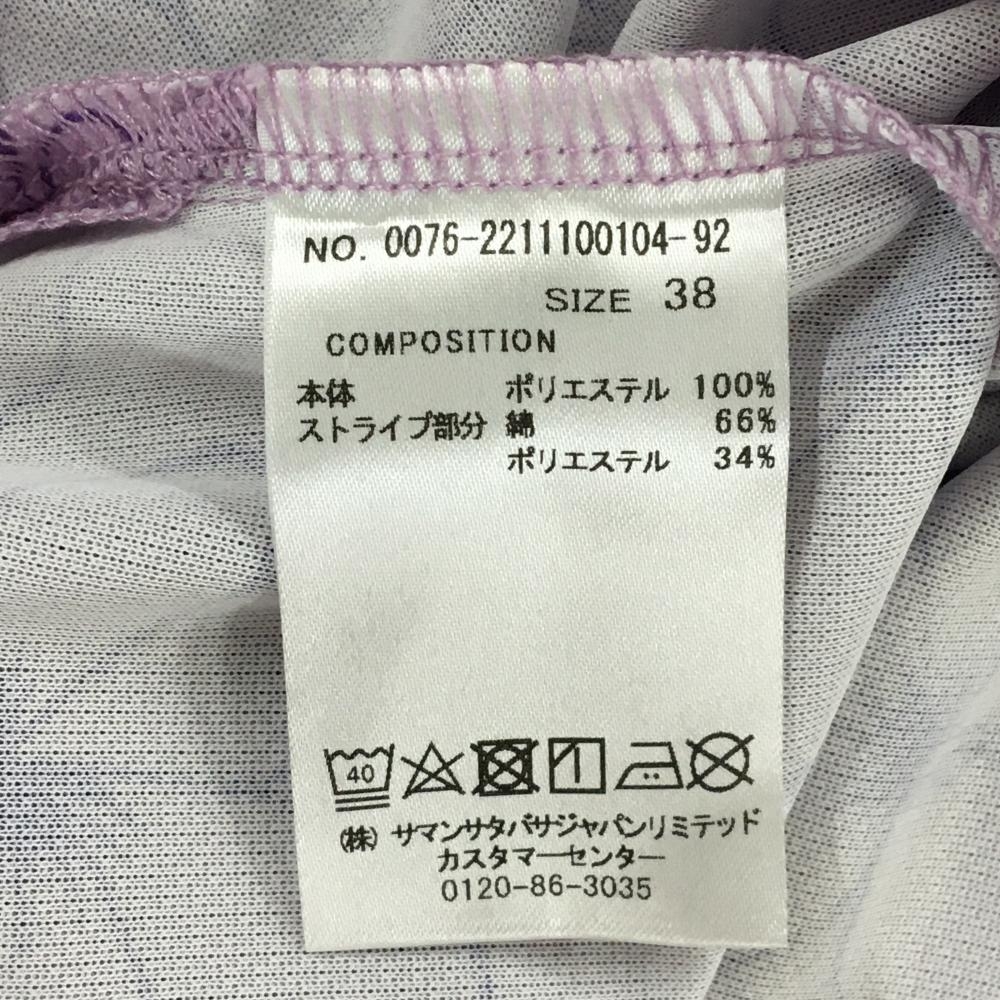 NO. 0076-2211100104-92
SIZE 38
COMPOSITION
本体 ポリエステル 100%
ストライプ部分 綿 66%
ポリエステル 34%
40
㈱ サマンサタバサジャパンリミテッド
カスタマーセンター
0120-86-3035